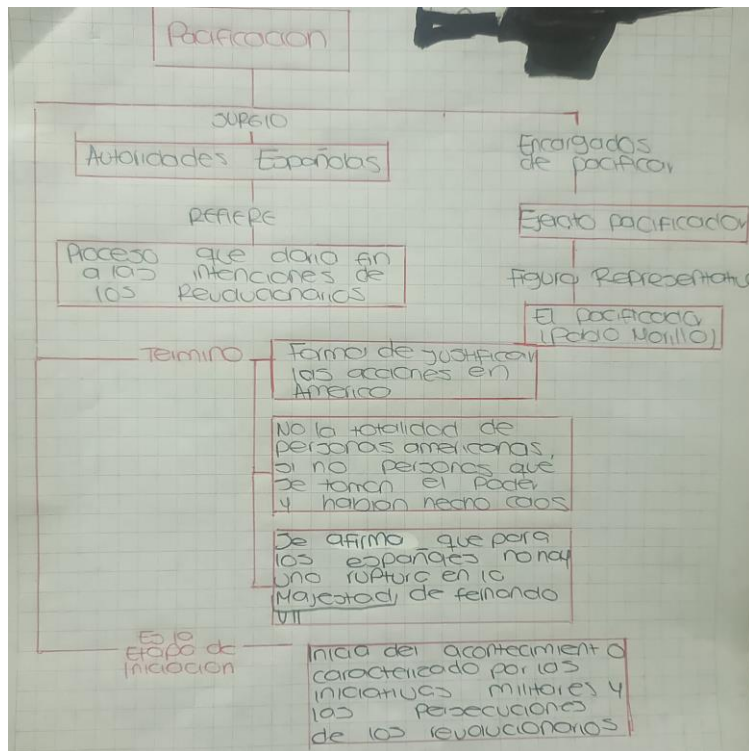 Pacificacion
SURGIO
Autoridades Españolas
REFIERE
Proceso que dario fin
a las intenciones de
los Revolucionarios
Encargados
de pacificar
Ejercto pacificador
Figura Representativ
El pacificador
(Pablo Morillo)
Termino
Forma de justificar
las acciones en
America
No la totalidad de
personas americanas,
si no personas que
se toman el Poder
y habian hecho caos
Se afirmo que para
los españoles no hay
una ruptura en la
Majestad de fernando
VII
Es la
Etapa de
iniciacion
Inicia del acontecimiento
caracterizado por las
iniciativas militares y
las persecuciones
de los revolucionarios